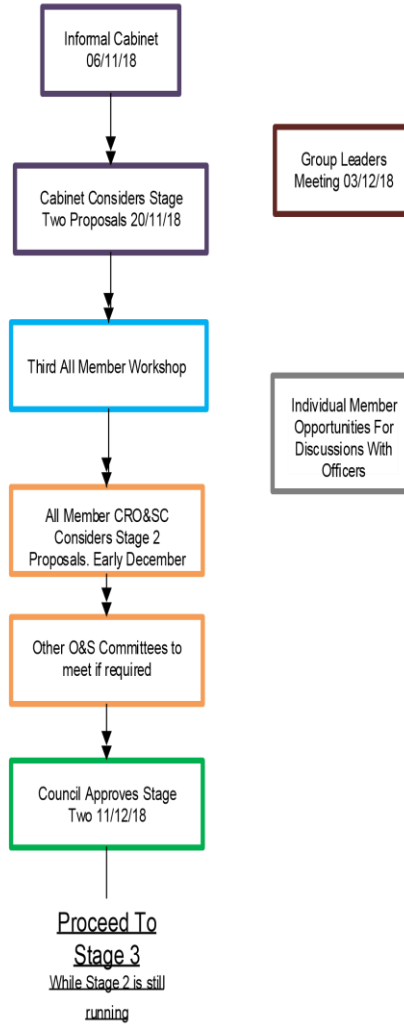 Informal Cabinet
06/11/18
Cabinet Considers Stage
Two Proposals 20/11/18
Third All Member Workshop
All Member CRO&SC
Considers Stage 2
Proposals. Early December
Other O&S Committees to
meet if required
Council Approves Stage
Two 11/12/18
Proceed To
Stage 3
While Stage 2 is still
running
Group Leaders
Meeting 03/12/18
Individual Member
Opportunities For
Discussions With
Officers